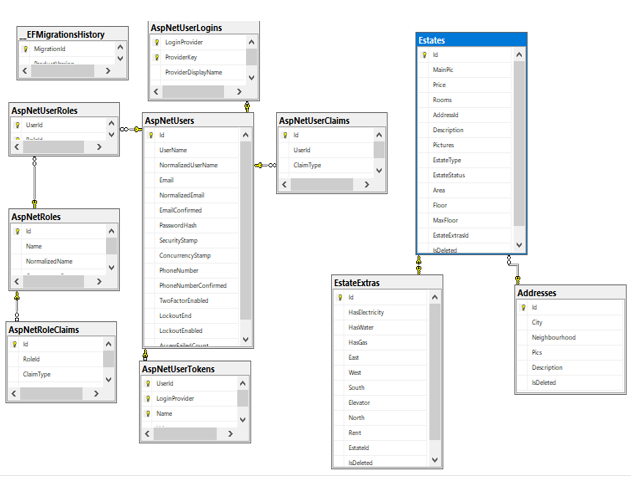 __EFMigrationsHistory
MigrationId
AspNetUserLogins
LoginProvider
ProviderKey
ProviderDisplayName
AspNetUserRoles
UserId
AspNetUsers
Id
UserName
NormalizedUserName
Email
NormalizedEmail
EmailConfirmed
PasswordHash
SecurityStamp
ConcurrencyStamp
PhoneNumber
PhoneNumberConfirmed
TwoFactorEnabled
LockoutEnd
LockoutEnabled
AccessFailedCount
AspNetUserClaims
Id
UserId
ClaimType
AspNetRoles
Id
Name
NormalizedName
AspNetRoleClaims
Id
RoleId
ClaimType
AspNetUserTokens
UserId
LoginProvider
Name
Estates
Id
MainPic
Price
Rooms
AddressId
Description
Pictures
EstateType
EstateStatus
Area
Floor
MaxFloor
EstateExtrasId
IsDeleted
EstateExtras
Id
HasElectricity
HasWater
HasGas
East
West
South
Elevator
North
Rent
EstateId
IsDeleted
Addresses
Id
City
Neighbourhood
Pics
Description
IsDeleted